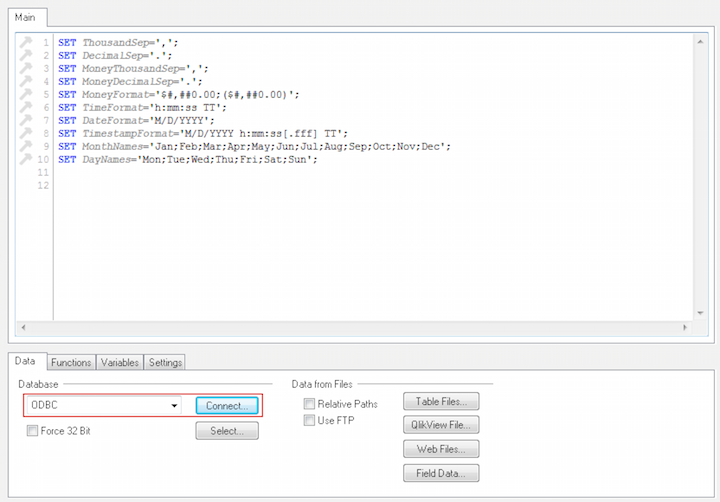 Main
1 SET ThousandSep=',';
2 SET DecimalSep='.';
3 SET MoneyThousandSep=',';
4 SET MoneyDecimalSep='.';
5 SET MoneyFormat='$#,##0.00;($#,##0.00)';
6 SET TimeFormat='h:mm:ss TT';
7 SET DateFormat='M/D/YYYY';
8 SET TimestampFormat='M/D/YYYY h:mm:ss[.fff] TT';
9 SET MonthNames='Jan;Feb;Mar;Apr;May;Jun;Jul;Aug;Sep;Oct;Nov;Dec';
10 SET DayNames='Mon;Tue;Wed;Thu;Fri;Sat;Sun';
11
12
Data Functions Variables Settings
Database Data from Files
ODBC Connect... Relative Paths Table Files...
Force 32 Bit Select... Use FTP QlikView File...
Web Files...
Field Data...